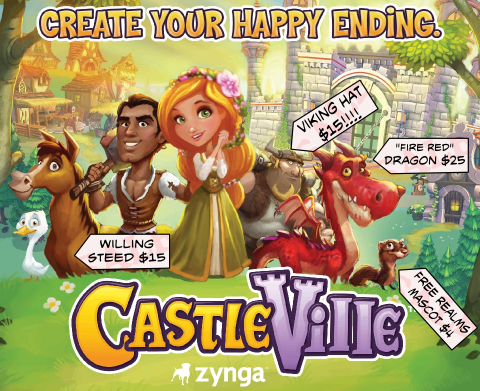 CREATE YOUR HAPPY ENDING.
VIKING HAT
$15!!!!
"FIRE RED"
DRAGON $25
WILLING
STEED $15
FREE REALMS
MASCOT $4
CASTLEVILLE
zynga